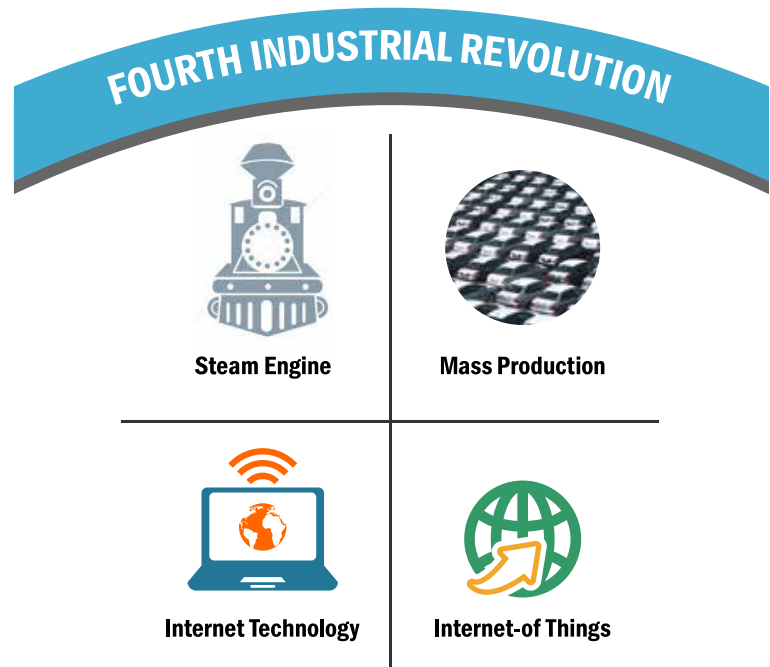 FOURTH INDUSTRIAL REVOLUTION
Steam Engine
Mass Production
Internet Technology
Internet-of Things